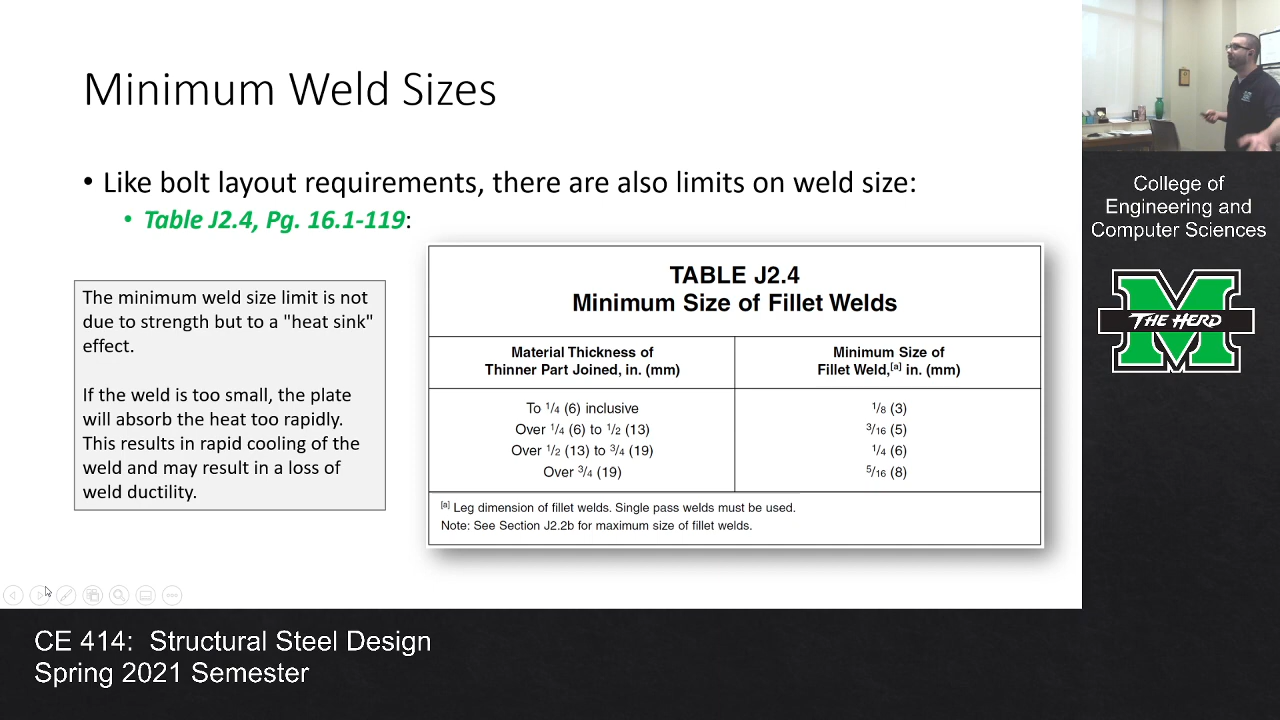 Minimum Weld Sizes
• Like bolt layout requirements, there are also limits on weld size:
• Table J2.4, Pg. 16.1-119:
The minimum weld size limit is not
due to strength but to a "heat sink"
effect.
If the weld is too small, the plate
will absorb the heat too rapidly.
This results in rapid cooling of the
weld and may result in a loss of
weld ductility.
TABLE J2.4
Minimum Size of Fillet Welds
Material Thickness of
Thinner Part Joined, in. (mm)
Minimum Size of
Fillet Weld,[a] in. (mm)
To 1/4 (6) inclusive
1/8 (3)
Over 1/4 (6) to 1/2 (13)
3/16 (5)
Over 1/2 (13) to 3/4 (19)
1/4 (6)
Over 3/4 (19)
5/16 (8)
[a] Leg dimension of fillet welds. Single pass welds must be used.
Note: See Section J2.2b for maximum size of fillet welds.
College of
Engineering and
Computer Sciences
THE HERD
CE 414: Structural Steel Design
Spring 2021 Semester